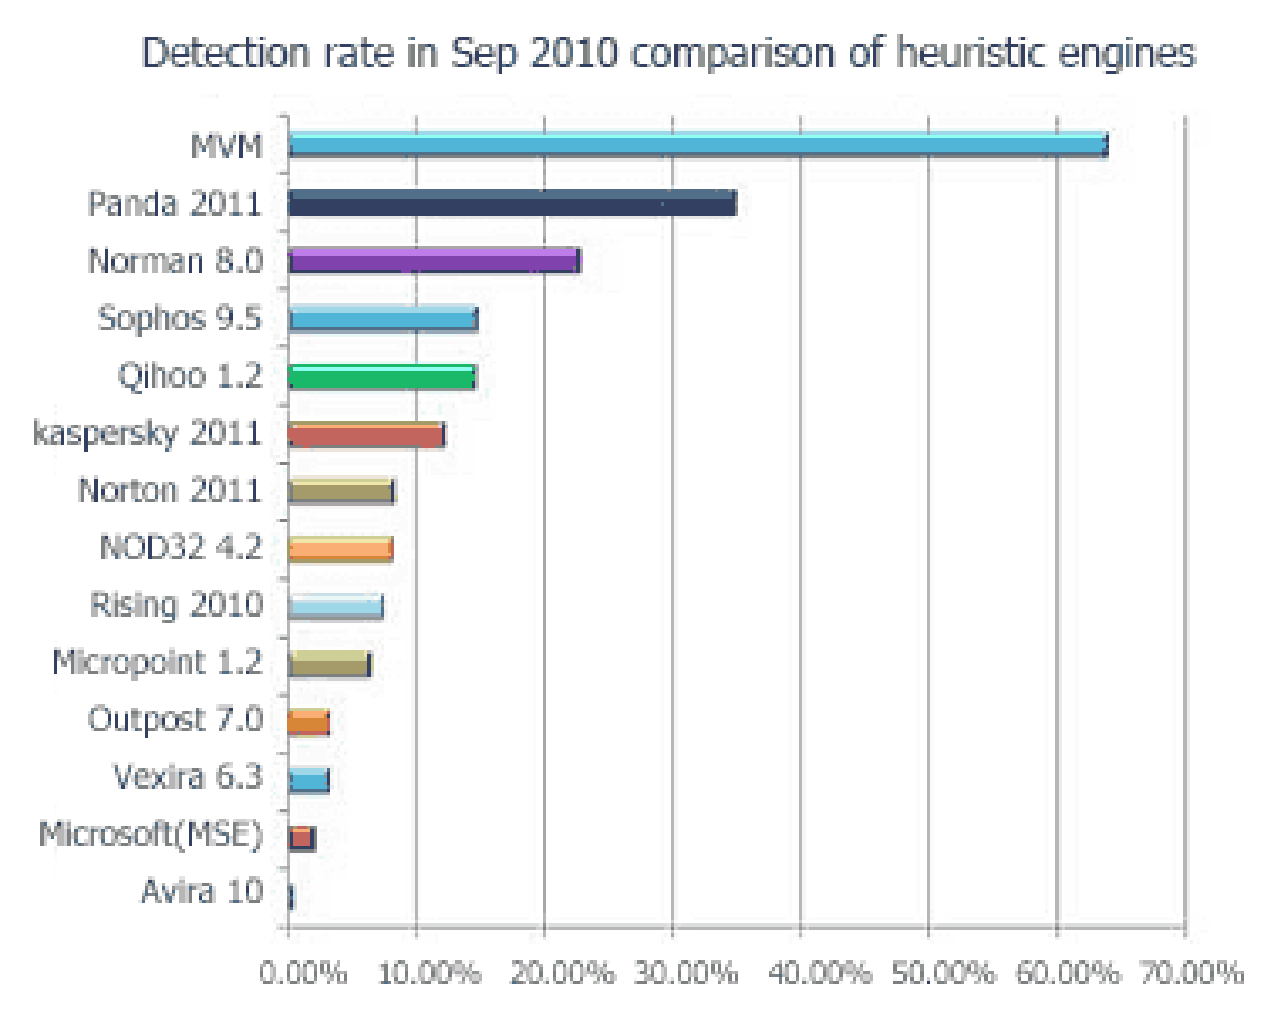 Detection rate in Sep 2010 comparison of heuristic engines
MVM
Panda 2011
Norman 8.0
Sophos 9.5
Qihoo 1.2
kaspersky 2011
Norton 2011
NOD32 4.2
Rising 2010
Micropoint 1.2
Outpost 7.0
Vexira 6.3
Microsoft(MSE)
Avira 10
0.00% 10.00% 20.00% 30.00% 40.00% 50.00% 60.00% 70.00%